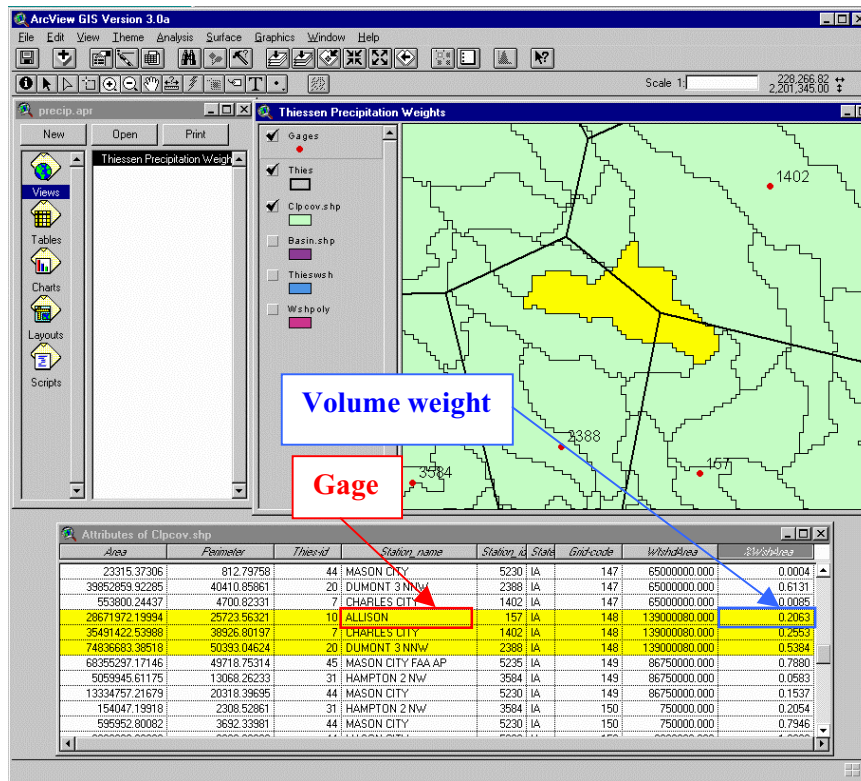 ArcView GIS Version 3.0a
File Edit View Theme Analysis Surface Graphics Window Help
Scale 1: 228,266.82
2,201,345.00
precip.apr
New Open Print
Views
Tables
Charts
Layouts
Scripts
Thiessen Precipitation Weigh
Thiessen Precipitation Weights
Gages
Thies
Clpcov.shp
Basin.shp
Thieswsh
Wshpoly
1402
2388
3584
157
Volume weight
Gage
Attributes of Clpcov.shp
Area Perimeter Thies-id Station_name Station_id State Grid-code WtshdArea %WshArea
23315.37306 812.79758 44 MASON CITY 5230 IA 147 65000000.000 0.0004
39852859.92285 40410.85861 20 DUMONT 3 NNW 2388 IA 147 65000000.000 0.6131
553800.24437 4700.82331 7 CHARLES CITY 1402 IA 147 65000000.000 0.0085
28671972.19994 25723.56321 10 ALLISON 157 IA 148 139000080.000 0.2063
35491422.53988 38926.80197 7 CHARLES CITY 1402 IA 148 139000080.000 0.2553
74836683.38518 50393.04624 20 DUMONT 3 NNW 2388 IA 148 139000080.000 0.5384
68355297.17146 49718.75314 45 MASON CITY FAA AP 5235 IA 149 86750000.000 0.7880
5059945.61175 13068.26233 31 HAMPTON 2 NW 3584 IA 149 86750000.000 0.0583
13334757.21679 20318.39695 44 MASON CITY 5230 IA 149 86750000.000 0.1537
154047.19918 2308.52861 31 HAMPTON 2 NW 3584 IA 150 750000.000 0.2054
595952.80082 3692.33981 44 MASON CITY 5230 IA 150 750000.000 0.7946